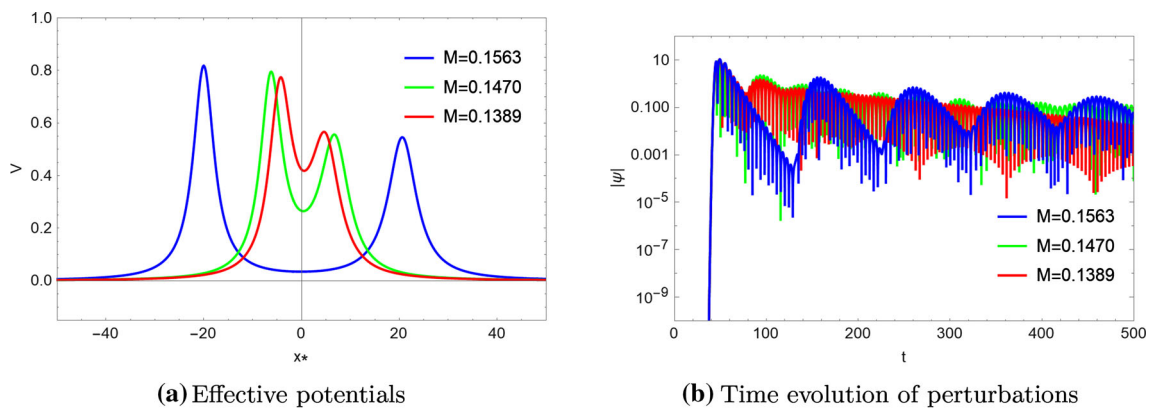 1.0
0.8
0.6
0.4
0.2
0.0
V
−40 −20 0 20 40
x*
M=0.1563
M=0.1470
M=0.1389
(a) Effective potentials
10
0.100
0.001
10−5
10−7
10−9
|ψ|
0 100 200 300 400 500
t
M=0.1563
M=0.1470
M=0.1389
(b) Time evolution of perturbations